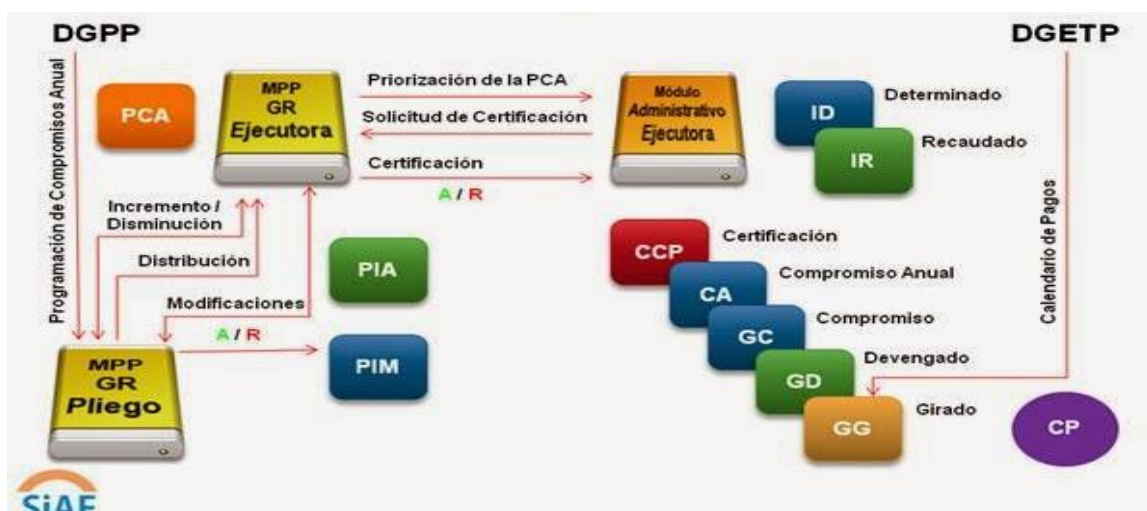 DGPP
DGETP
Programación de Compromisos Anual
PCA
MPP
GR
Ejecutora
Priorización de la PCA
Solicitud de Certificación
Certificación
A / R
Módulo
Administrativo
Ejecutora
ID
Determinado
IR
Recaudado
Incremento /
Disminución
Distribución
Modificaciones
A / R
PIA
PIM
MPP
GR
Pliego
CCP
Certificación
CA
Compromiso Anual
GC
Compromiso
GD
Devengado
GG
Girado
Calendario de Pagos
CP
SiAF